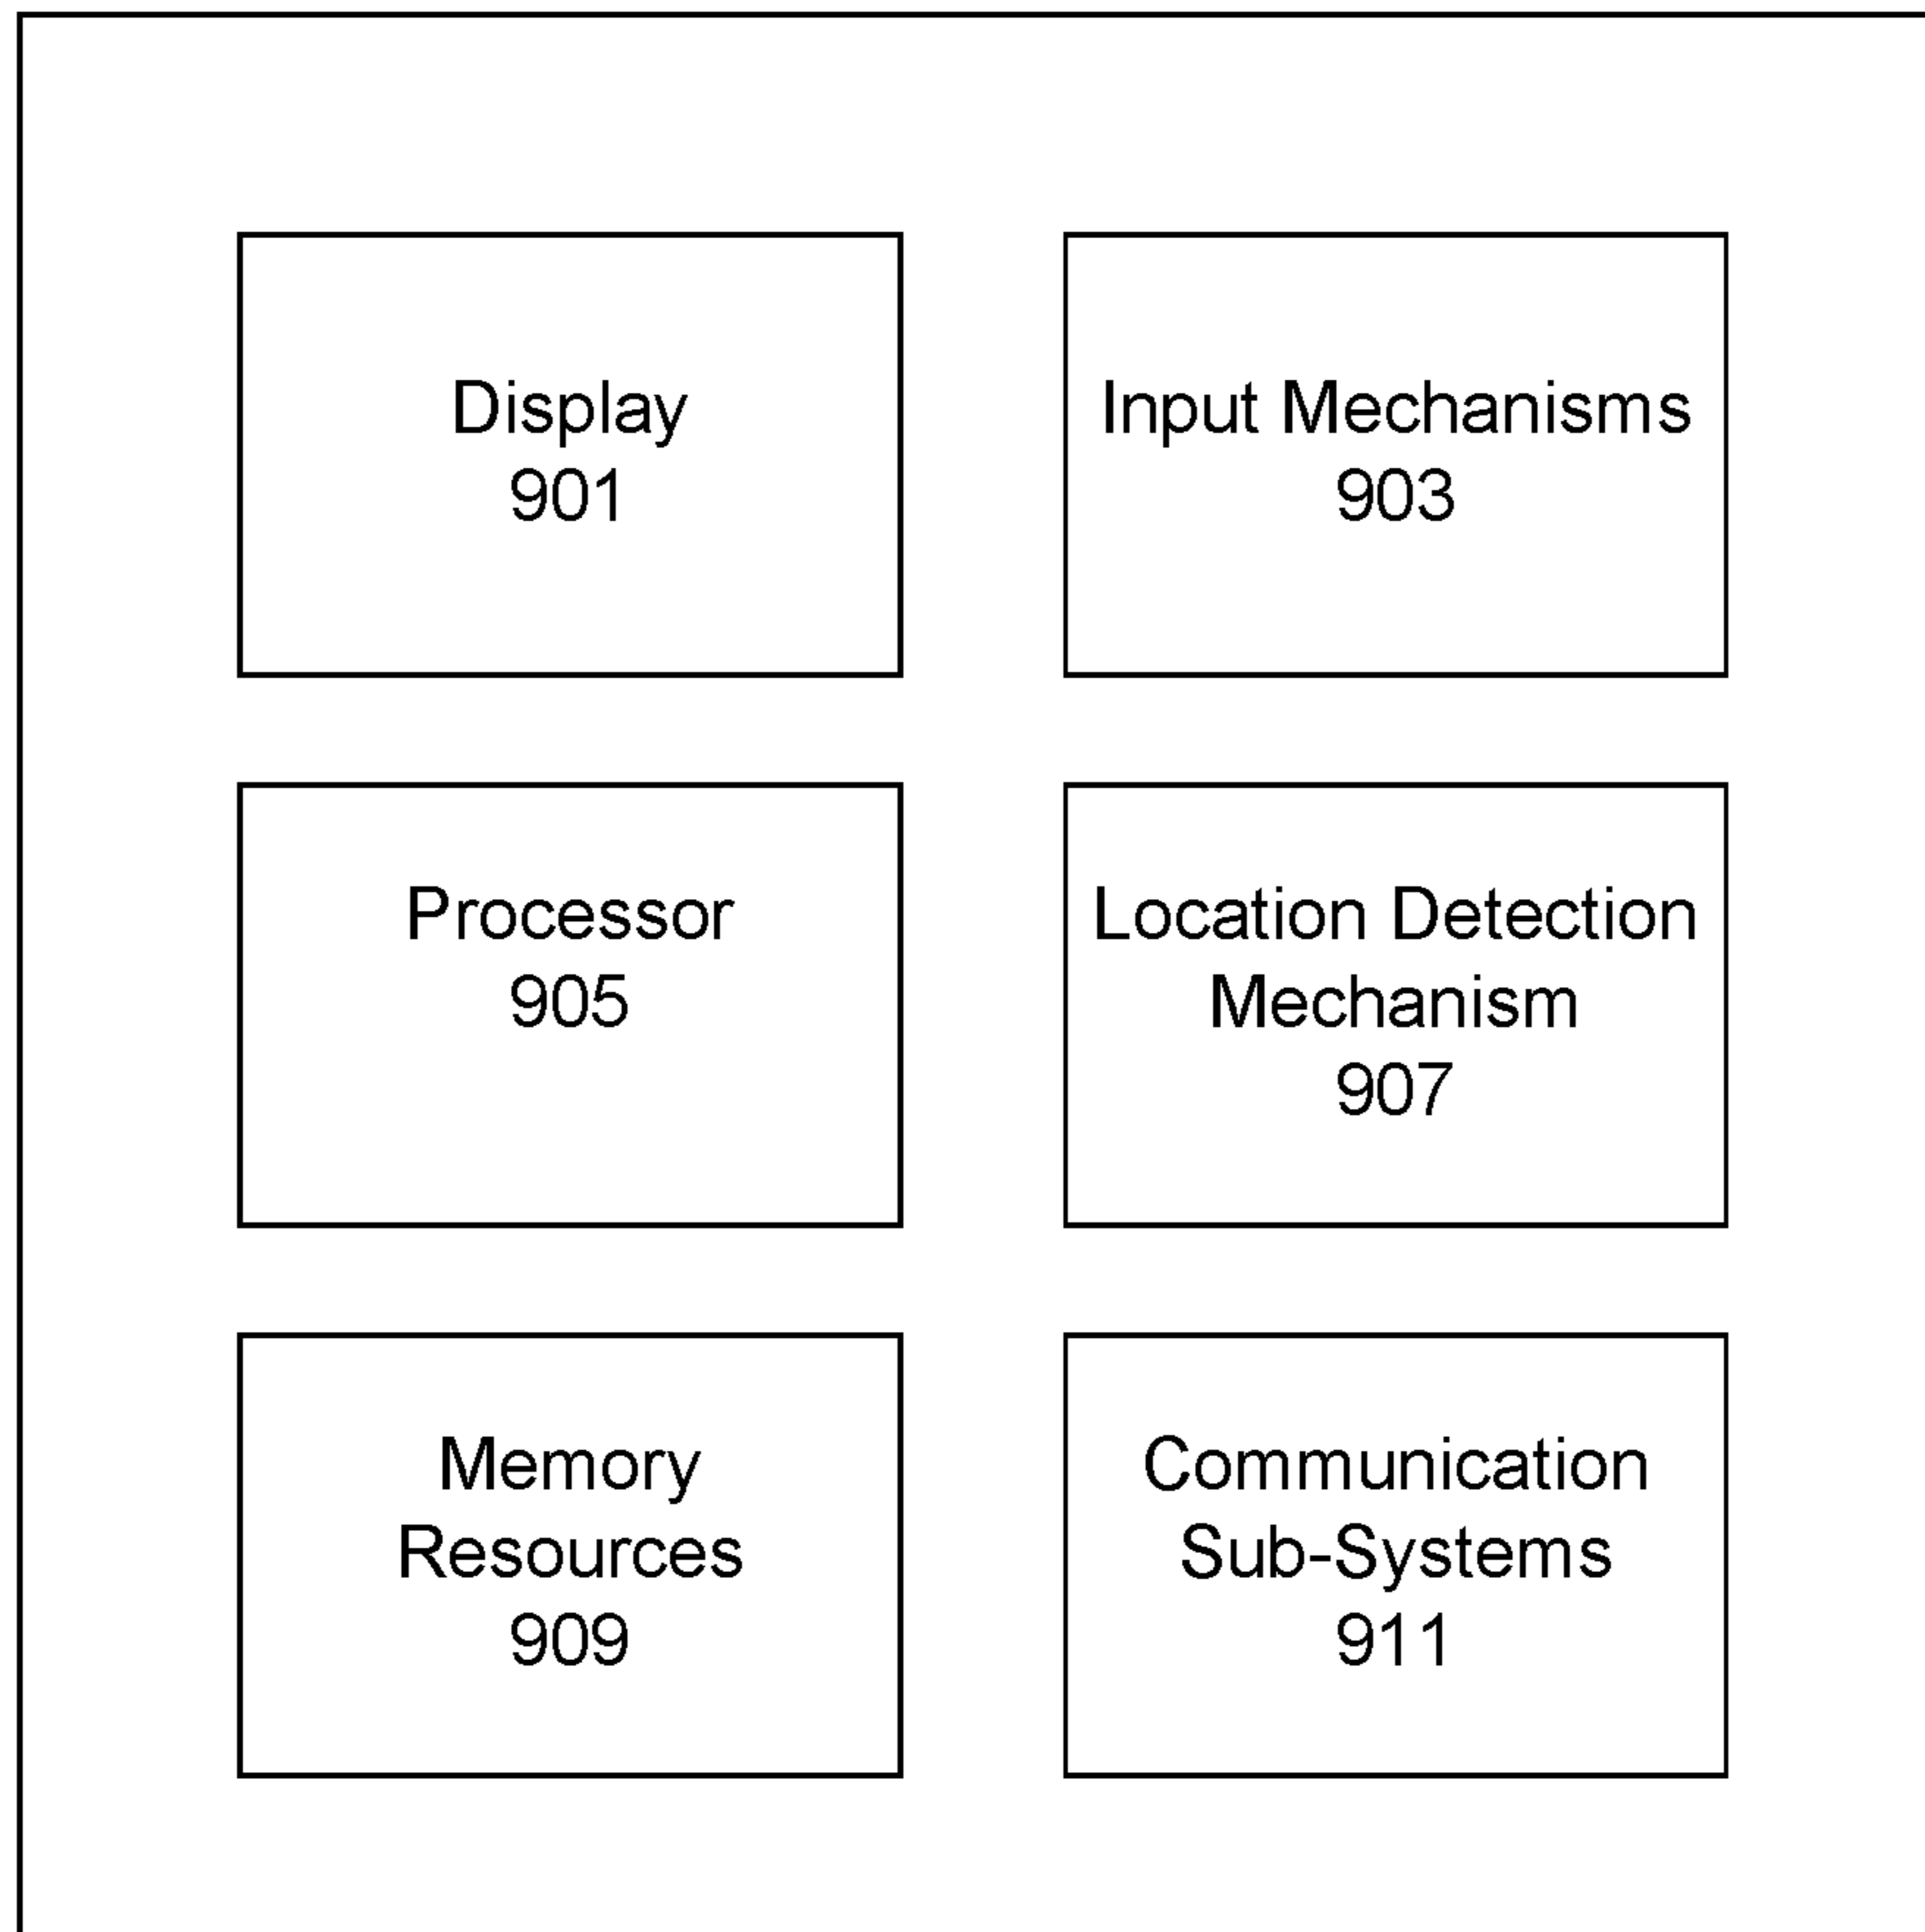 Display
901
Input Mechanisms
903
Processor
905
Location Detection
Mechanism
907
Memory
Resources
909
Communication
Sub-Systems
911